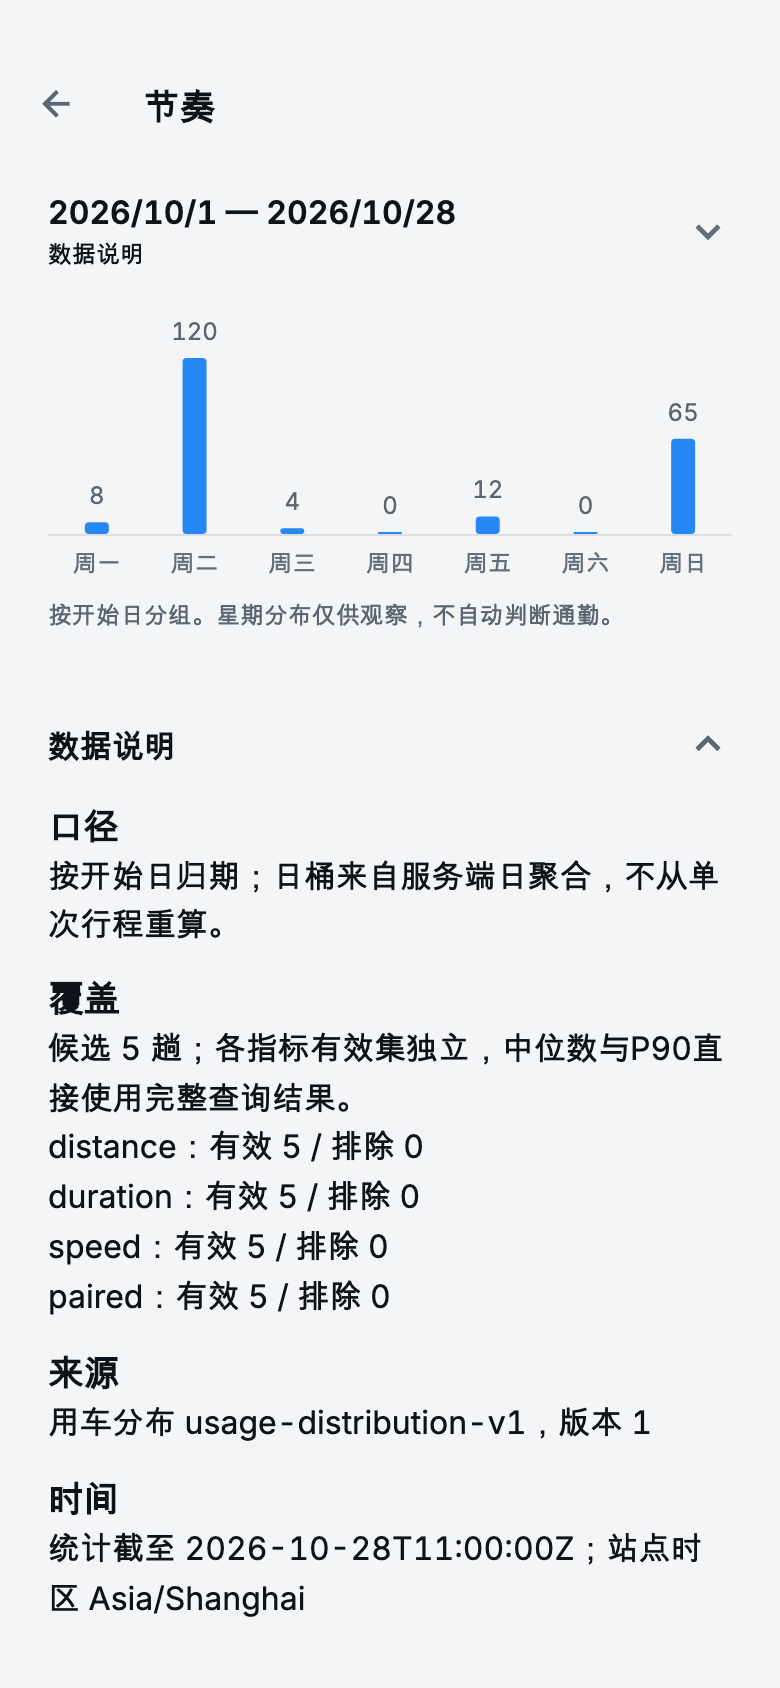 节奏
2026/10/1 — 2026/10/28
数据说明
120
65
8
4
0
12
0
周一 周二 周三 周四 周五 周六 周日
按开始日分组。星期分布仅供观察，不自动判断通勤。
数据说明
口径
按开始日归期；日桶来自服务端日聚合，不从单
次行程重算。
覆盖
候选 5 趟；各指标有效集独立，中位数与P90直
接使用完整查询结果。
distance：有效 5 / 排除 0
duration：有效 5 / 排除 0
speed：有效 5 / 排除 0
paired：有效 5 / 排除 0
来源
用车分布 usage-distribution-v1，版本 1
时间
统计截至 2026-10-28T11:00:00Z；站点时
区 Asia/Shanghai